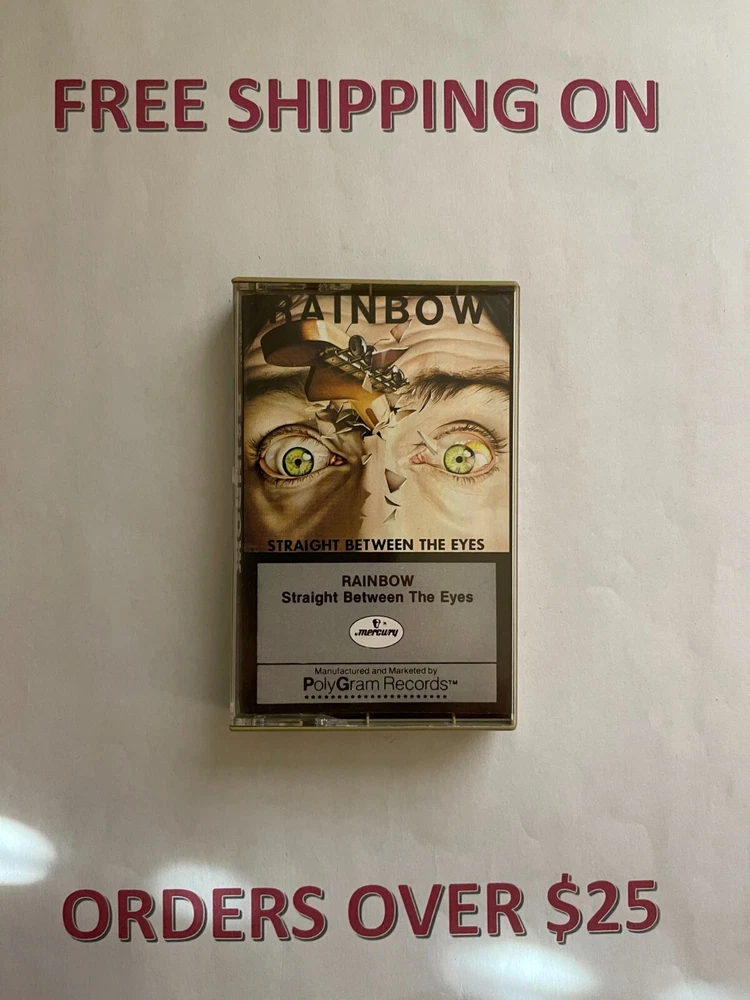 FREE SHIPPING ON
RAINBOW
STRAIGHT BETWEEN THE EYES
RAINBOW
Straight Between The Eyes
mercury
Manufactured and Marketed by
PolyGram Records™
ORDERS OVER $25